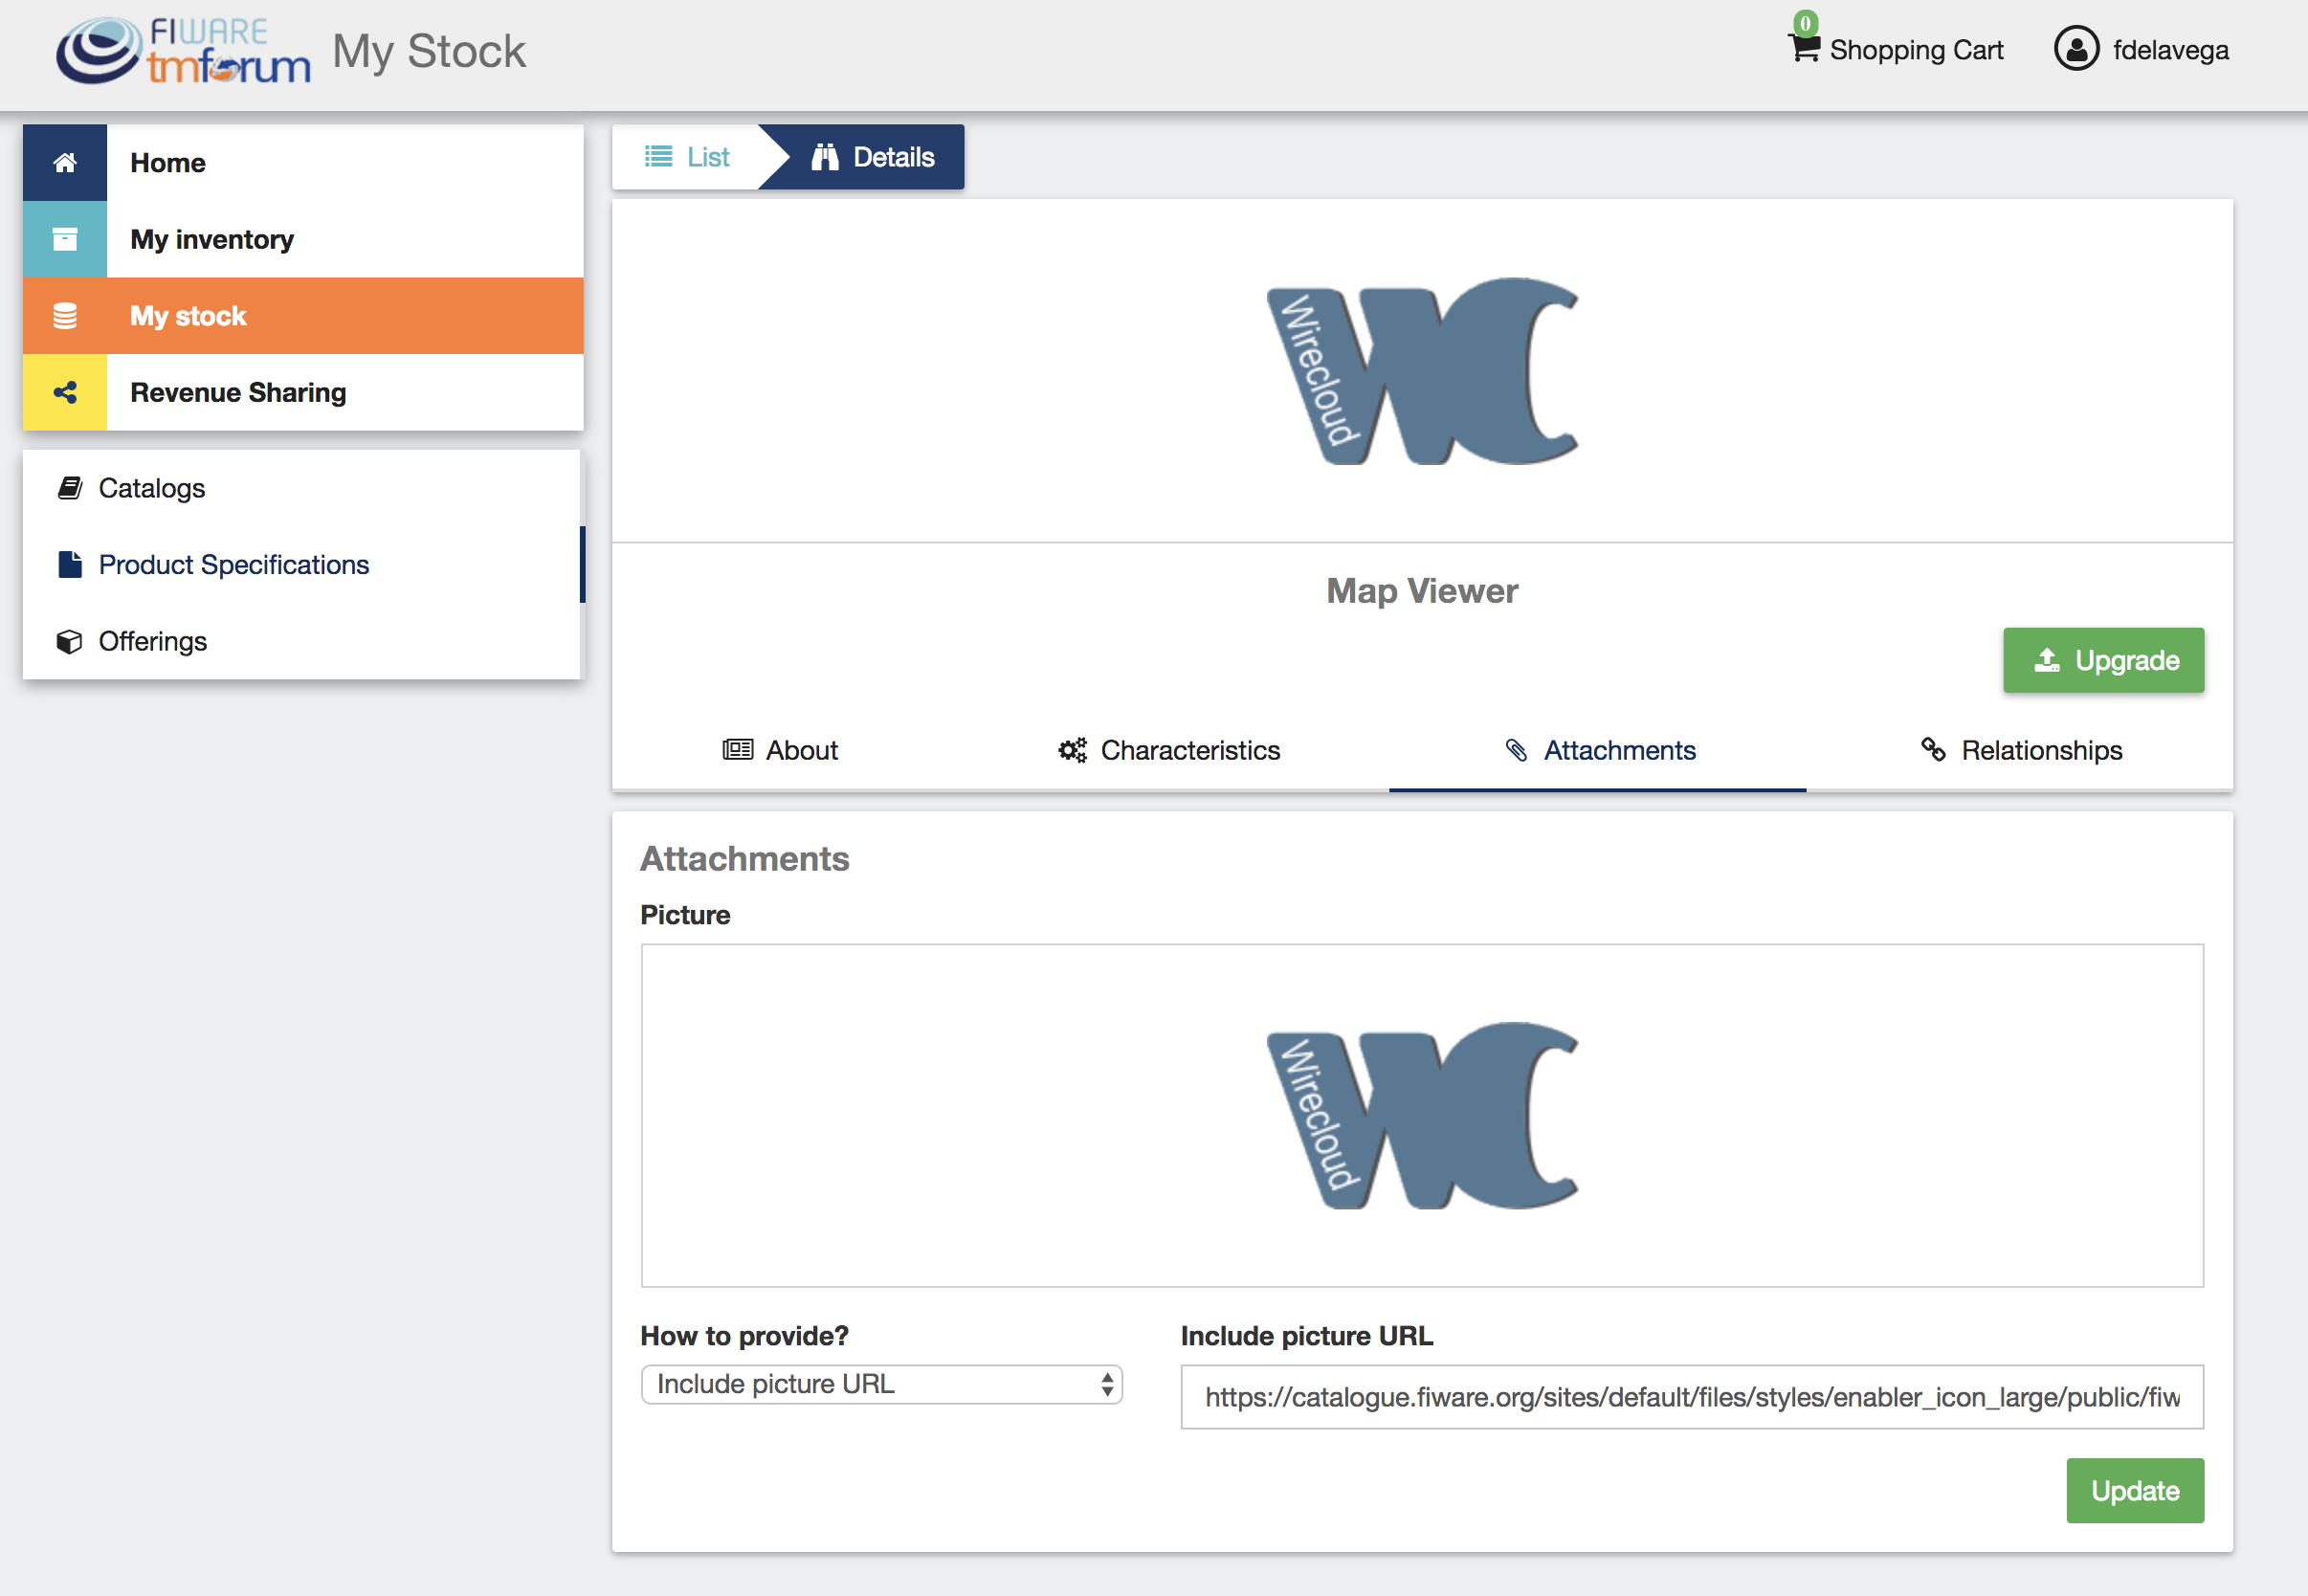 FIWARE
tmforum
My Stock
0
Shopping Cart
fdelavega
Home
My inventory
My stock
Revenue Sharing
Catalogs
Product Specifications
Offerings
List
Details
Wirecloud
WC
Map Viewer
Upgrade
About
Characteristics
Attachments
Relationships
Attachments
Picture
Wirecloud
WC
How to provide?
Include picture URL
Include picture URL
https://catalogue.fiware.org/sites/default/files/styles/enabler_icon_large/public/fiw
Update